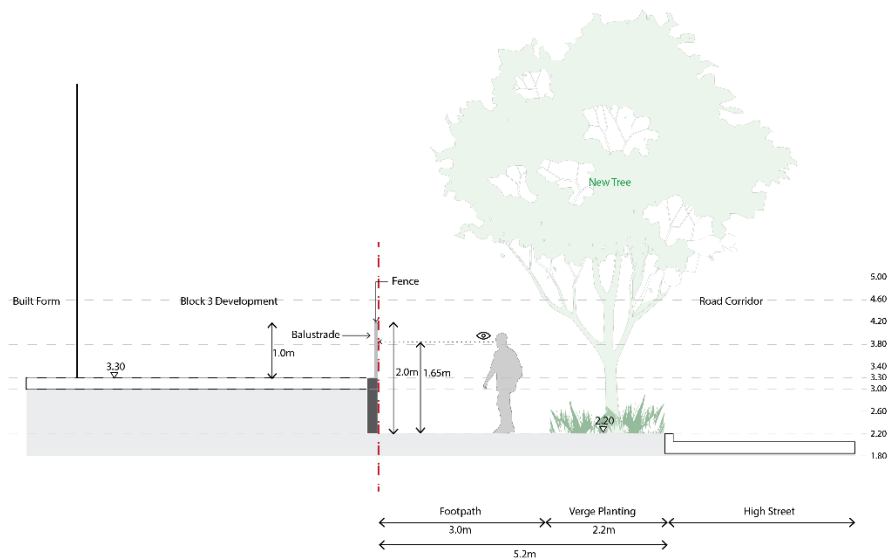 New Tree
5.00
Fence
Built Form
Block 3 Development
Road Corridor
4.60
4.20
Balustrade
3.80
1.0m
2.0m
1.65m
3.30
3.40
3.30
3.00
2.60
2.20
2.20
1.80
Footpath
Verge Planting
High Street
3.0m
2.2m
5.2m